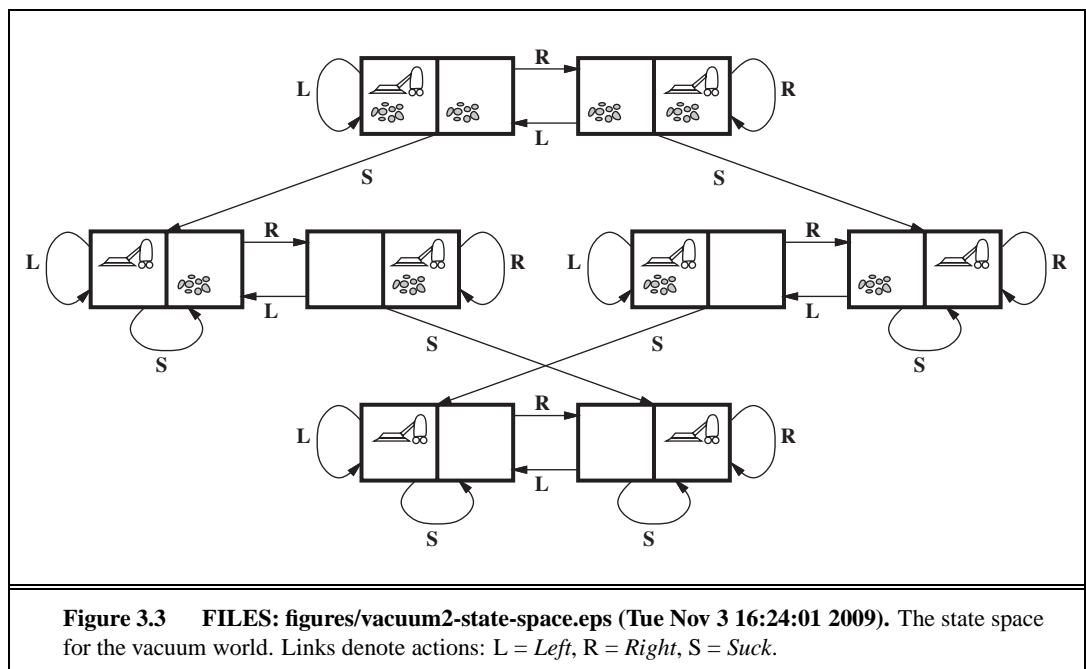 R
L R
L
S S
R R
L R L R
L L
S S S S
R
L R
L
S S
Figure 3.3 FILES: figures/vacuum2-state-space.eps (Tue Nov 3 16:24:01 2009). The state space
for the vacuum world. Links denote actions: L = Left, R = Right, S = Suck.